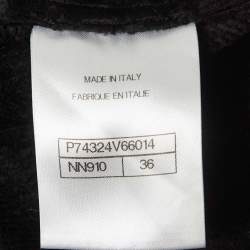 MADE IN ITALY
FABRIQUE EN ITALIE
P74324V66014
NN910 36